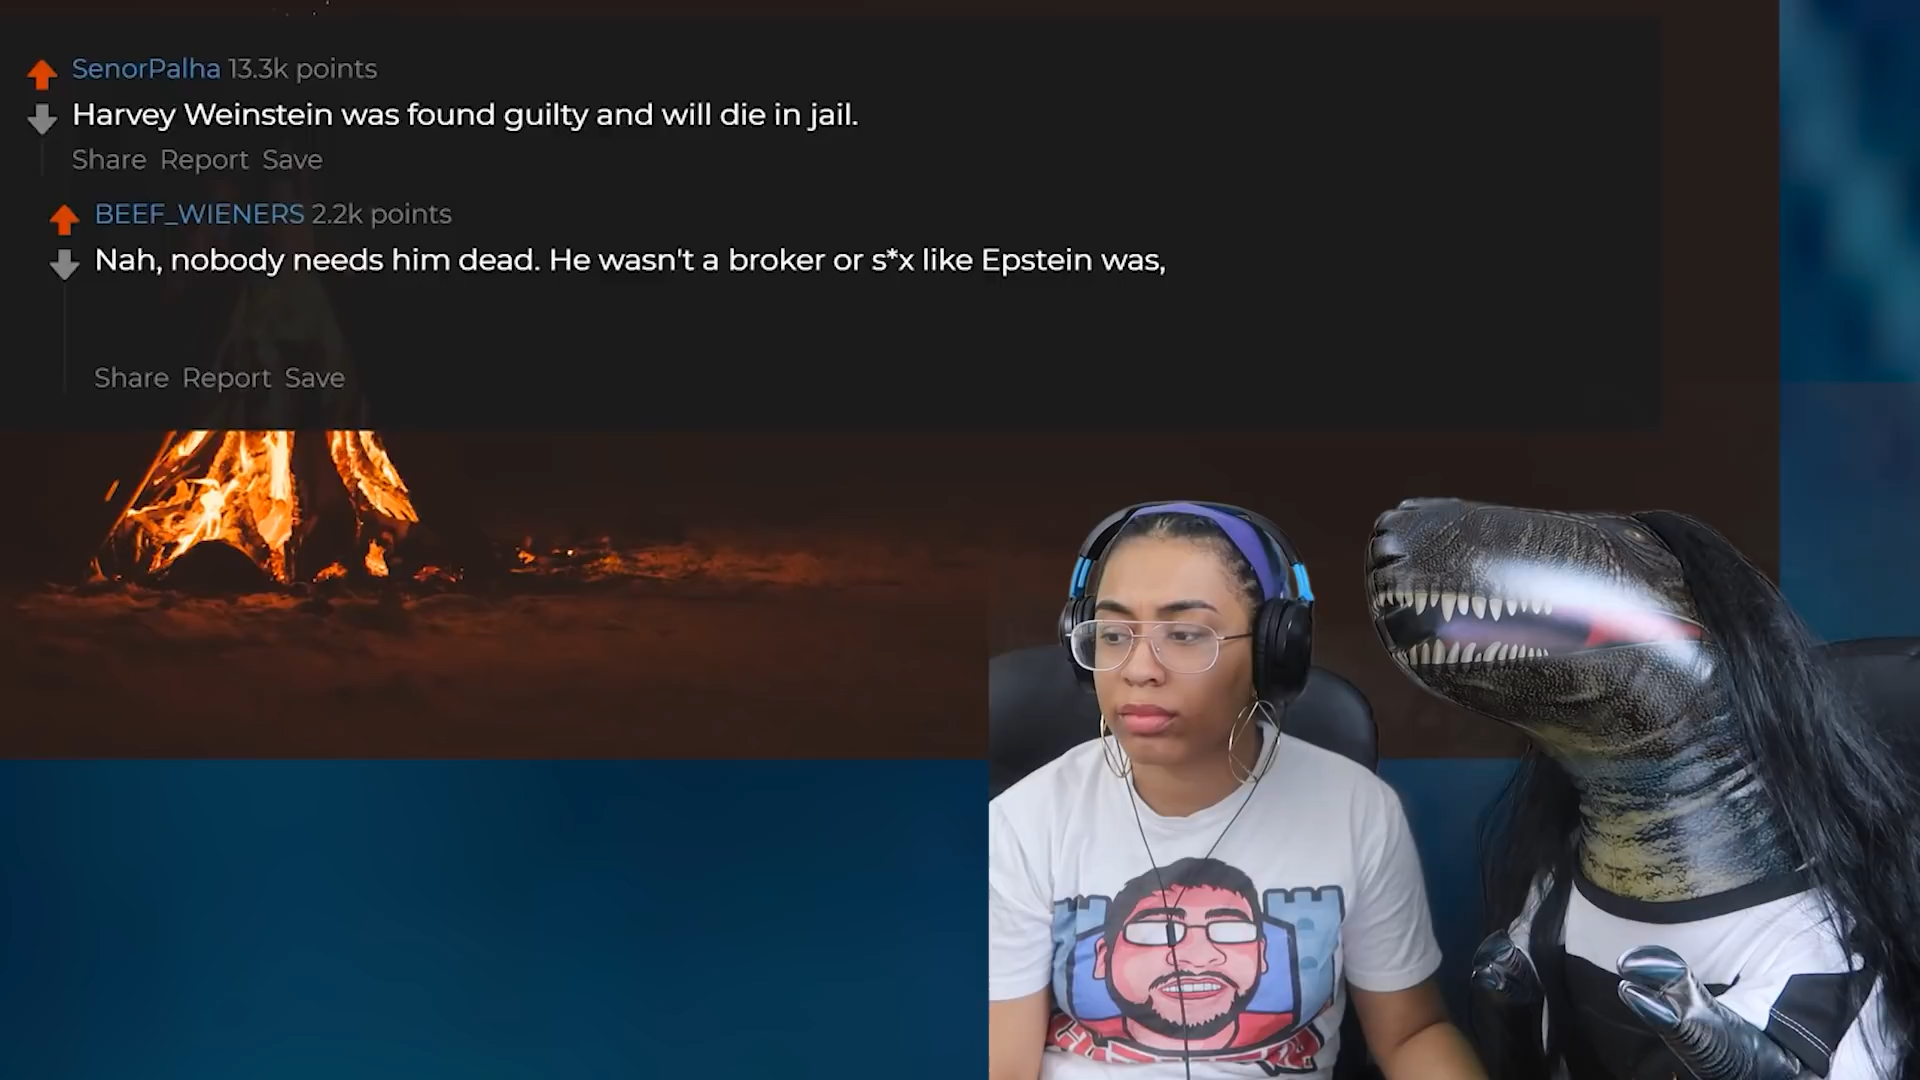 SenorPalha 13.3k points
Harvey Weinstein was found guilty and will die in jail.
Share Report Save
BEEF_WIENERS 2.2k points
Nah, nobody needs him dead. He wasn't a broker or s*x like Epstein was,
Share Report Save